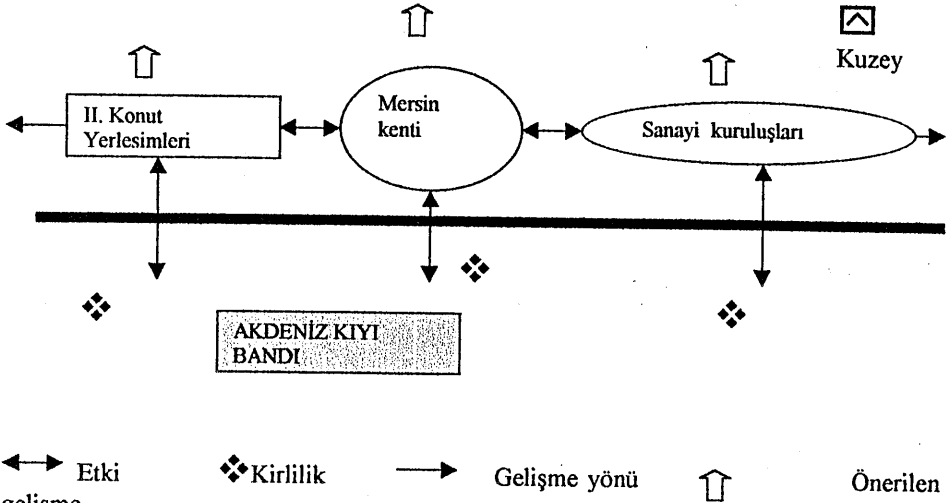 Kuzey
II. Konut
Yerlesimleri
Mersin
kenti
Sanayi kuruluşları
AKDENİZ KIYI
BANDI
Etki Kirlilik Gelişme yönü Önerilen
gelişme